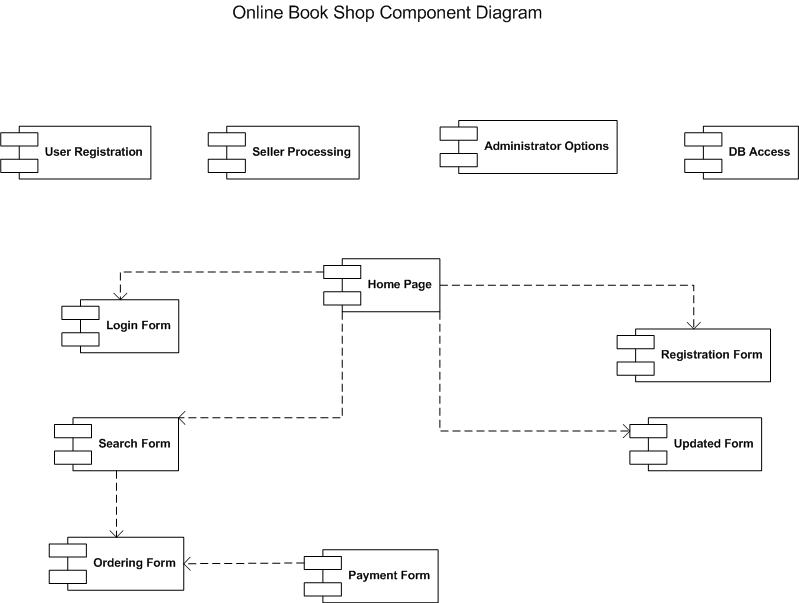 Online Book Shop Component Diagram
User Registration
Seller Processing
Administrator Options
DB Access
Home Page
Login Form
Registration Form
Search Form
Updated Form
Ordering Form
Payment Form